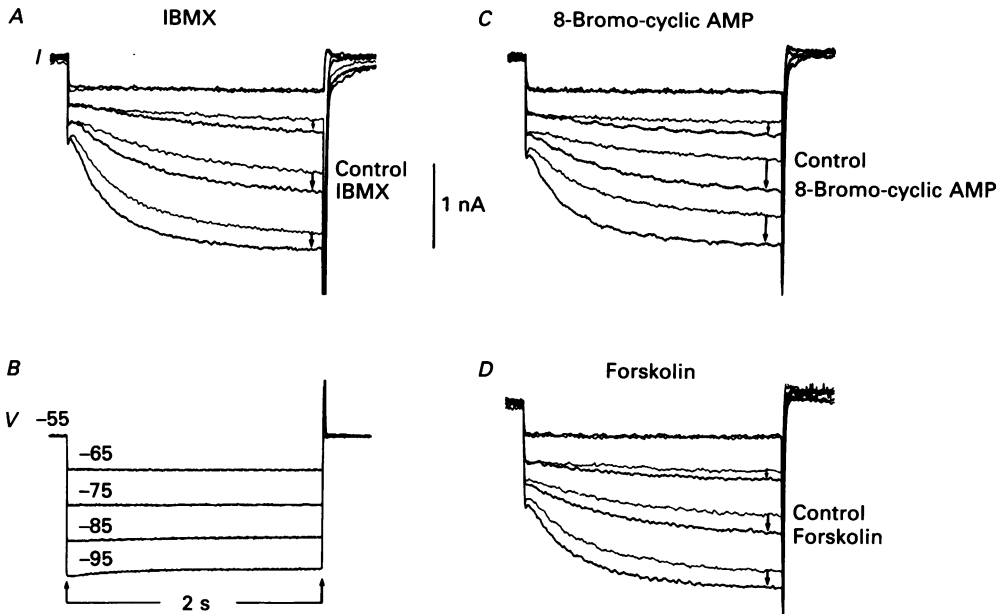 A
IBMX
I
Control
IBMX
1 nA
C
8-Bromo-cyclic AMP
Control
8-Bromo-cyclic AMP
B
V
–55
–65
–75
–85
–95
2 s
D
Forskolin
Control
Forskolin